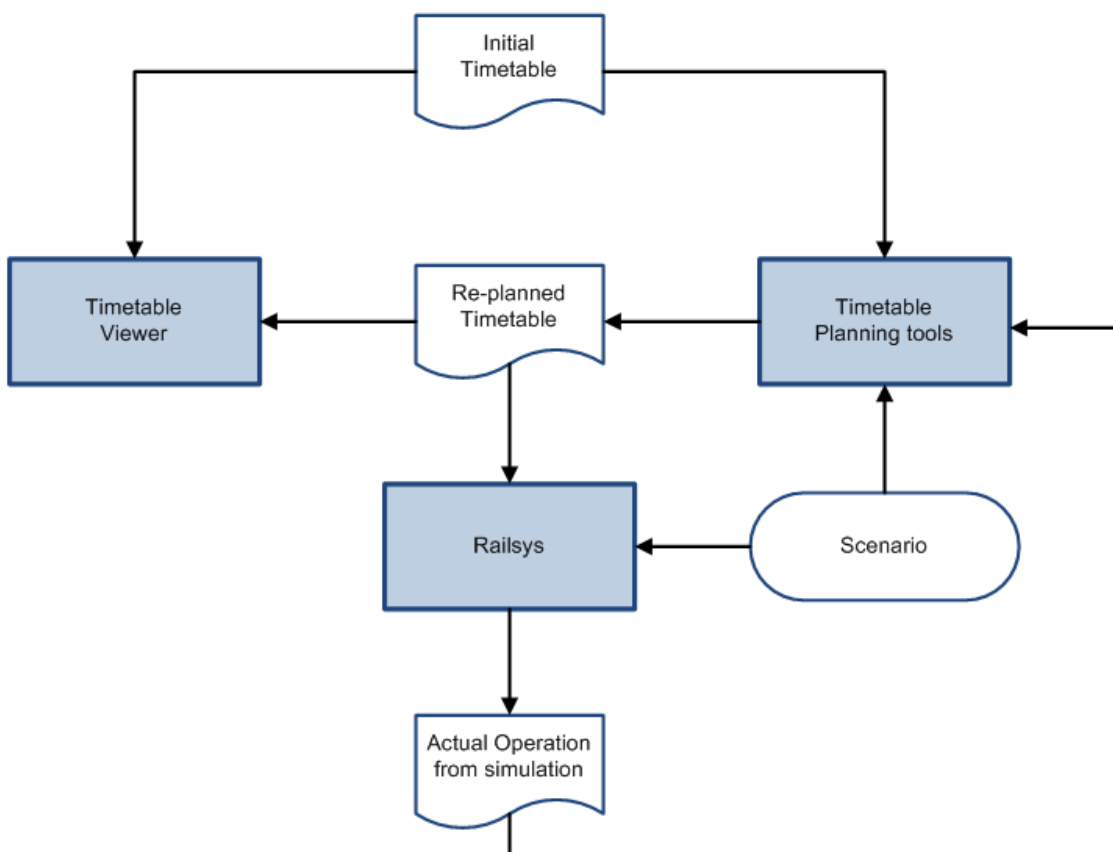 Initial
Timetable
Timetable
Viewer
Re-planned
Timetable
Timetable
Planning tools
Railsys
Scenario
Actual Operation
from simulation